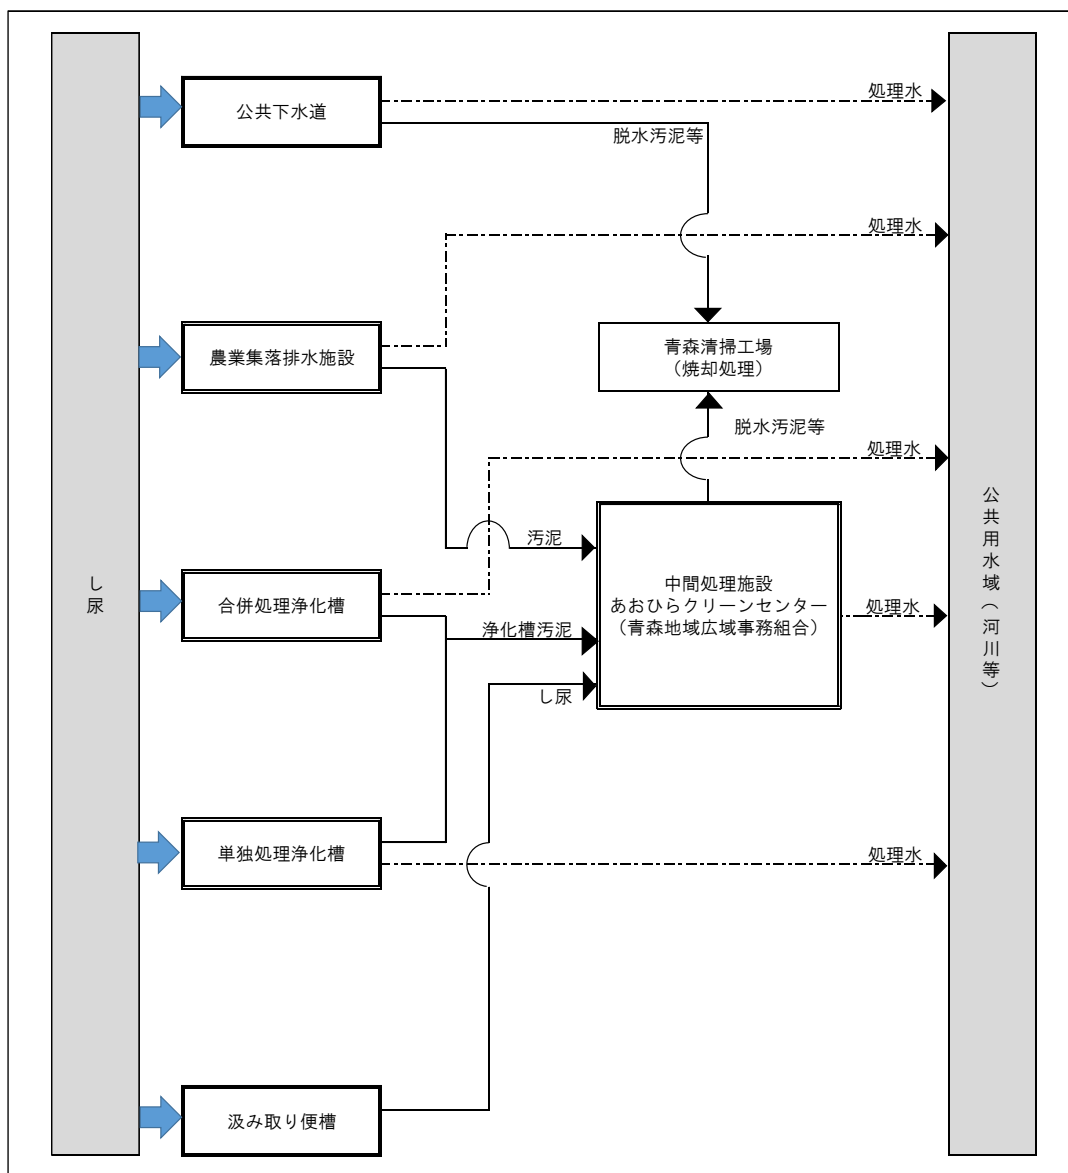 し尿
公共下水道
処理水
脱水汚泥等
処理水
農業集落排水施設
青森清掃工場
（焼却処理）
脱水汚泥等
処理水
汚泥
合併処理浄化槽
浄化槽汚泥
し尿
中間処理施設
あおひらクリーンセンター
（青森地域広域事務組合）
処理水
公共用水域（河川等）
単独処理浄化槽
処理水
汲み取り便槽